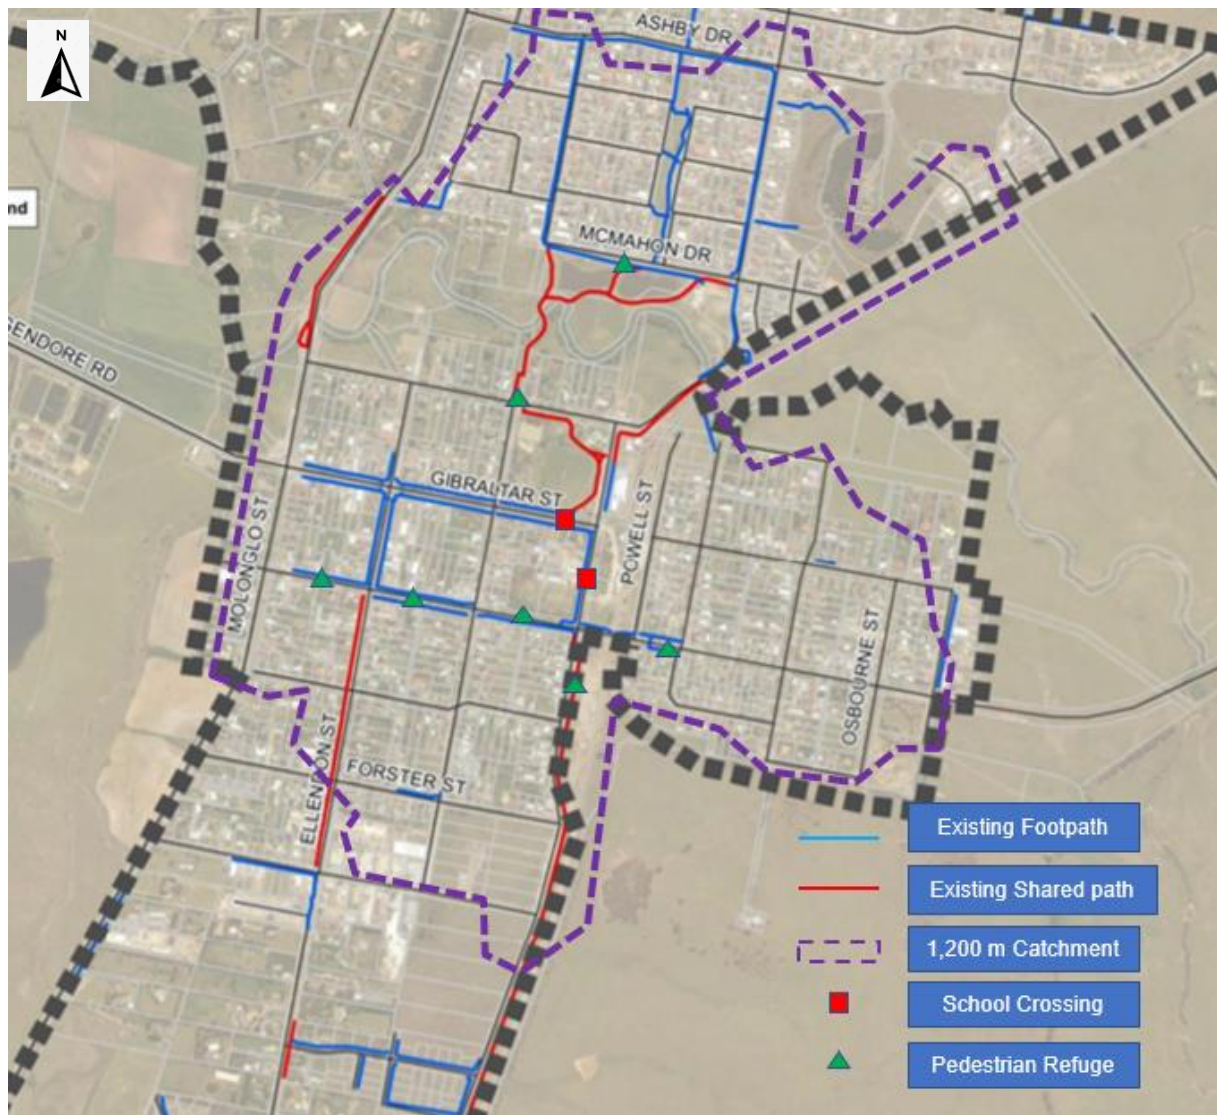 N
ASHBY DR
nd
MCMAHON DR
SENDORE RD
GIBRALTAR ST
MOLONGLO ST
POWELL ST
OSBOURNE ST
ELLENDON ST
FORSTER ST
Existing Footpath
Existing Shared path
1,200 m Catchment
School Crossing
Pedestrian Refuge